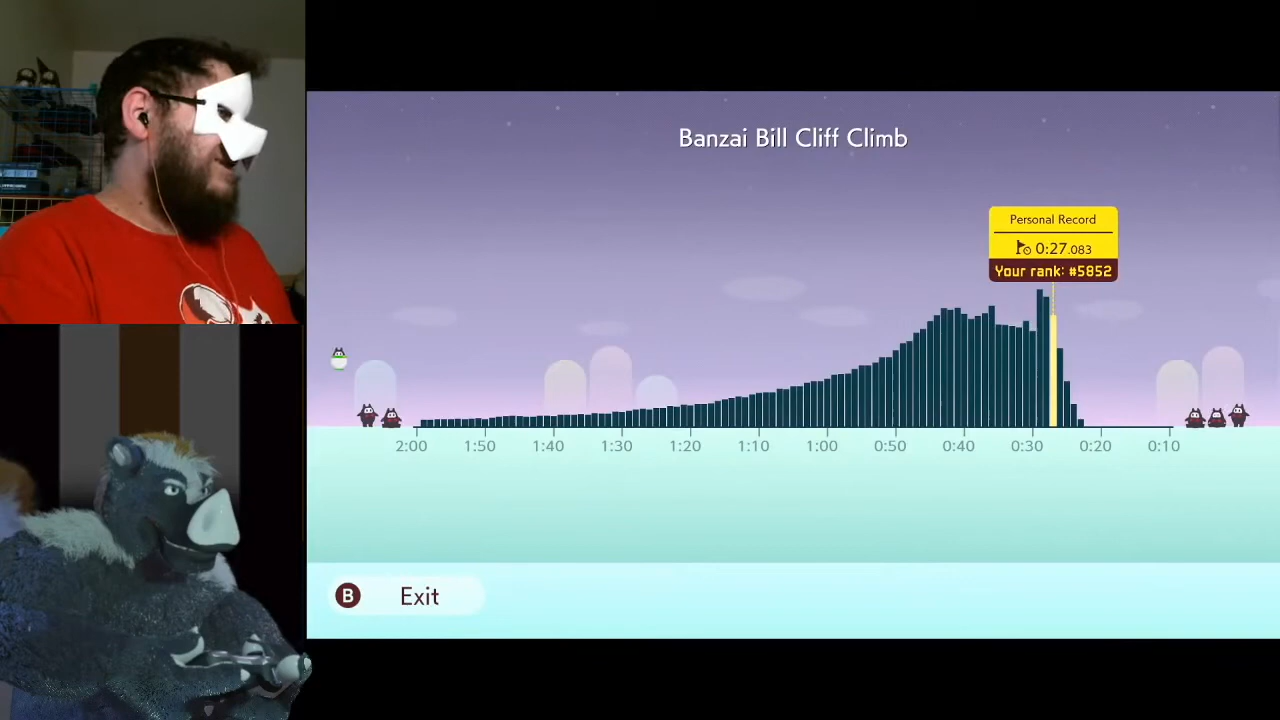 Banzai Bill Cliff Climb
Personal Record
0:27.083
Your rank: #5852
2:00 1:50 1:40 1:30 1:20 1:10 1:00 0:50 0:40 0:30 0:20 0:10
B Exit